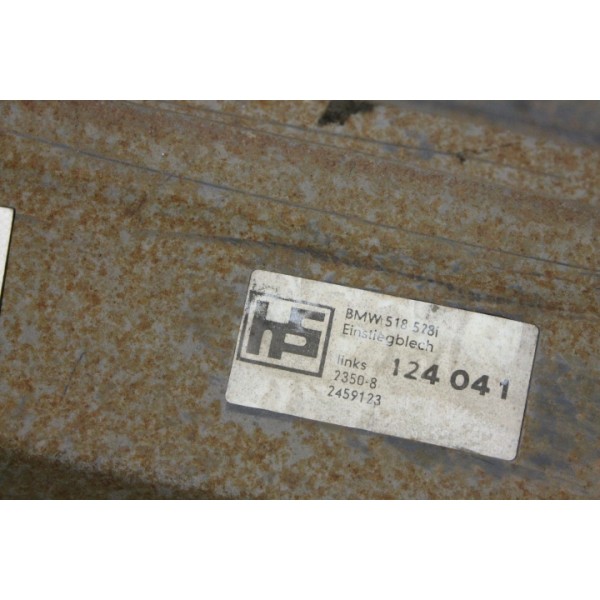 hs
BMW 518 528i
Einstiegblech
links 124 041
2350-8
2459123